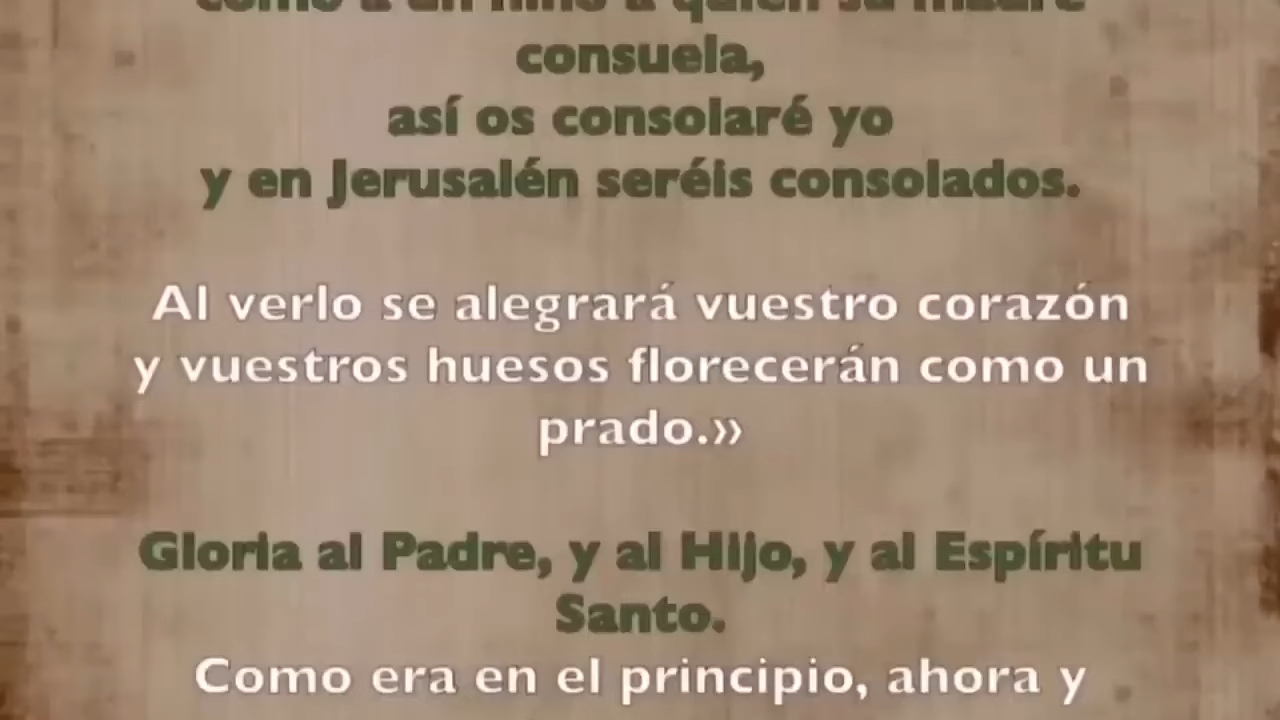 como a un niño a quien su madre
consuela,
así os consolaré yo
y en Jerusalén seréis consolados.
Al verlo se alegrará vuestro corazón
y vuestros huesos florecerán como un
prado.»
Gloria al Padre, y al Hijo, y al Espíritu
Santo.
Como era en el principio, ahora y